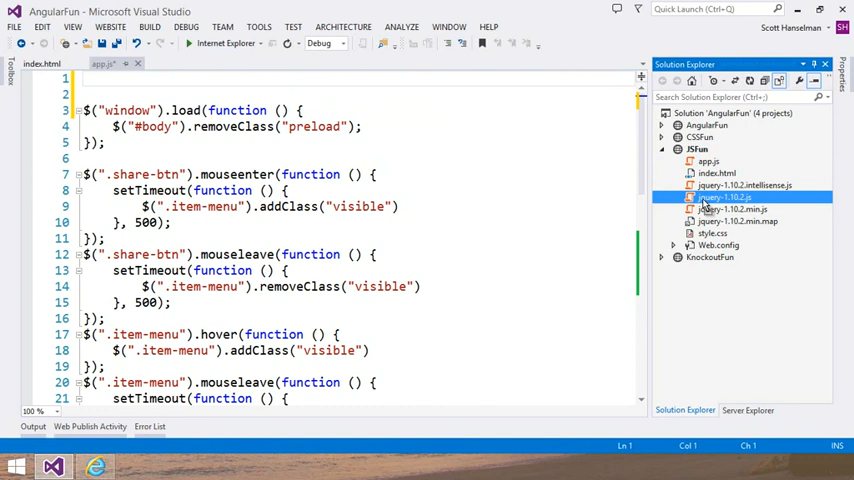 AngularFun - Microsoft Visual Studio
Quick Launch (Ctrl+Q)
FILE EDIT VIEW WEBSITE BUILD DEBUG TEAM TOOLS TEST ARCHITECTURE ANALYZE WINDOW HELP
Scott Hanselman SH
Internet Explorer Debug
Toolbox
index.html app.js*
1
2
3 $("window").load(function () {
4 $("#body").removeClass("preload");
5 });
6
7 $(".share-btn").mouseenter(function () {
8 setTimeout(function () {
9 $(".item-menu").addClass("visible")
10 }, 500);
11 });
12 $(".share-btn").mouseleave(function () {
13 setTimeout(function () {
14 $(".item-menu").removeClass("visible")
15 }, 500);
16 });
17 $(".item-menu").hover(function () {
18 $(".item-menu").addClass("visible")
19 });
20 $(".item-menu").mouseleave(function () {
21 setTimeout(function () {
100 %
Solution Explorer
Search Solution Explorer (Ctrl+;)
Solution 'AngularFun' (4 projects)
AngularFun
CSSFun
JSFun
app.js
index.html
jquery-1.10.2.intellisense.js
jquery-1.10.2.js
jquery-1.10.2.min.js
jquery-1.10.2.min.map
style.css
Web.config
KnockoutFun
Solution Explorer Server Explorer
Properties
Output Web Publish Activity Error List
Ln 1 Col 1 Ch 1 INS